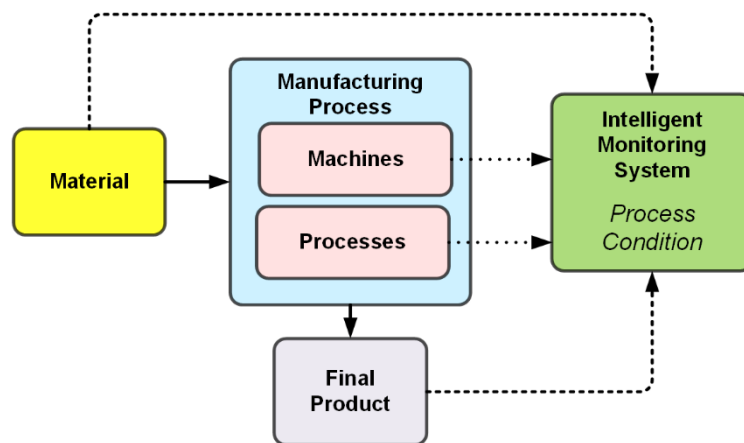 Manufacturing
Process
Machines
Processes
Material
Intelligent
Monitoring
System
Process
Condition
Final
Product